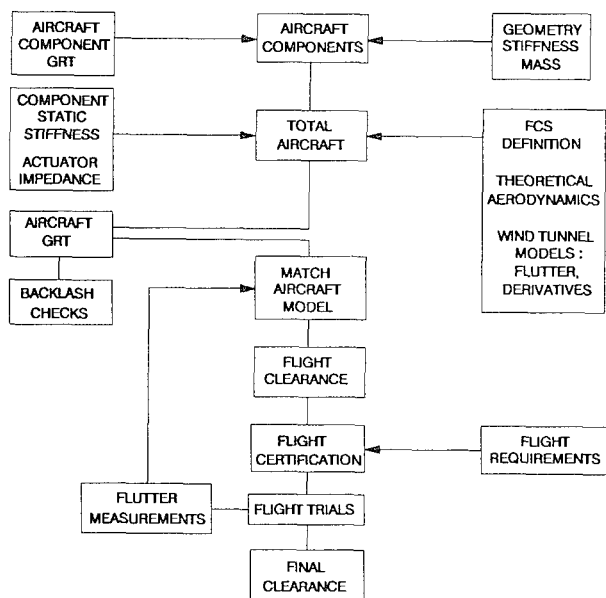 AIRCRAFT
COMPONENT
GRT
AIRCRAFT
COMPONENTS
GEOMETRY
STIFFNESS
MASS
COMPONENT
STATIC
STIFFNESS
ACTUATOR
IMPEDANCE
TOTAL
AIRCRAFT
FCS
DEFINITION
THEORETICAL
AERODYNAMICS
WIND TUNNEL
MODELS :
FLUTTER,
DERIVATIVES
AIRCRAFT
GRT
BACKLASH
CHECKS
MATCH
AIRCRAFT
MODEL
FLIGHT
CLEARANCE
FLIGHT
CERTIFICATION
FLIGHT
REQUIREMENTS
FLUTTER
MEASUREMENTS
FLIGHT TRIALS
FINAL
CLEARANCE